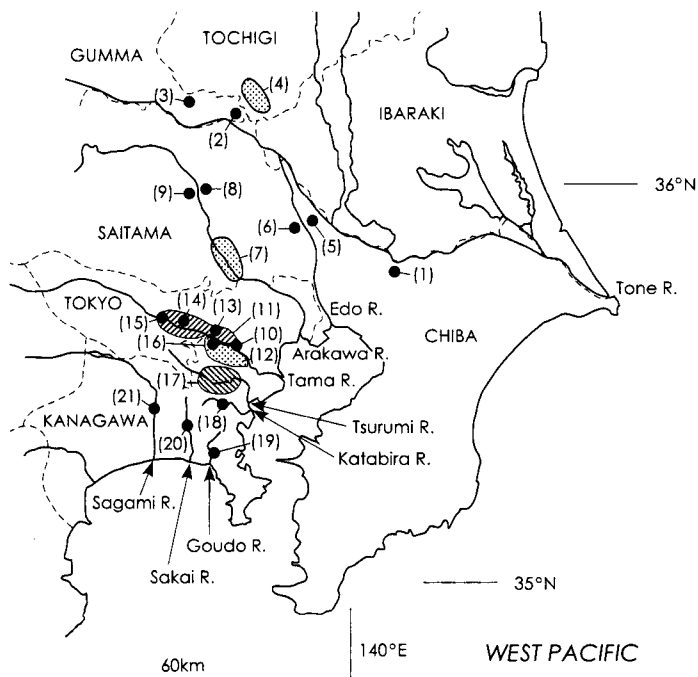 TOCHIGI
GUMMA
(4)
(3)
IBARAKI
(2)
36°N
(9)
(8)
(6)
(5)
SAITAMA
(7)
(1)
Tone R.
TOKYO
(14)
(13)
(11)
Edo R.
(15)
(10)
CHIBA
(16)
(12)
Arakawa R.
(17)
Tama R.
(21)
KANAGAWA
(18)
Tsurumi R.
(20)
(19)
Katabira R.
Sagami R.
Goudo R.
Sakai R.
35°N
140°E
WEST PACIFIC
60km